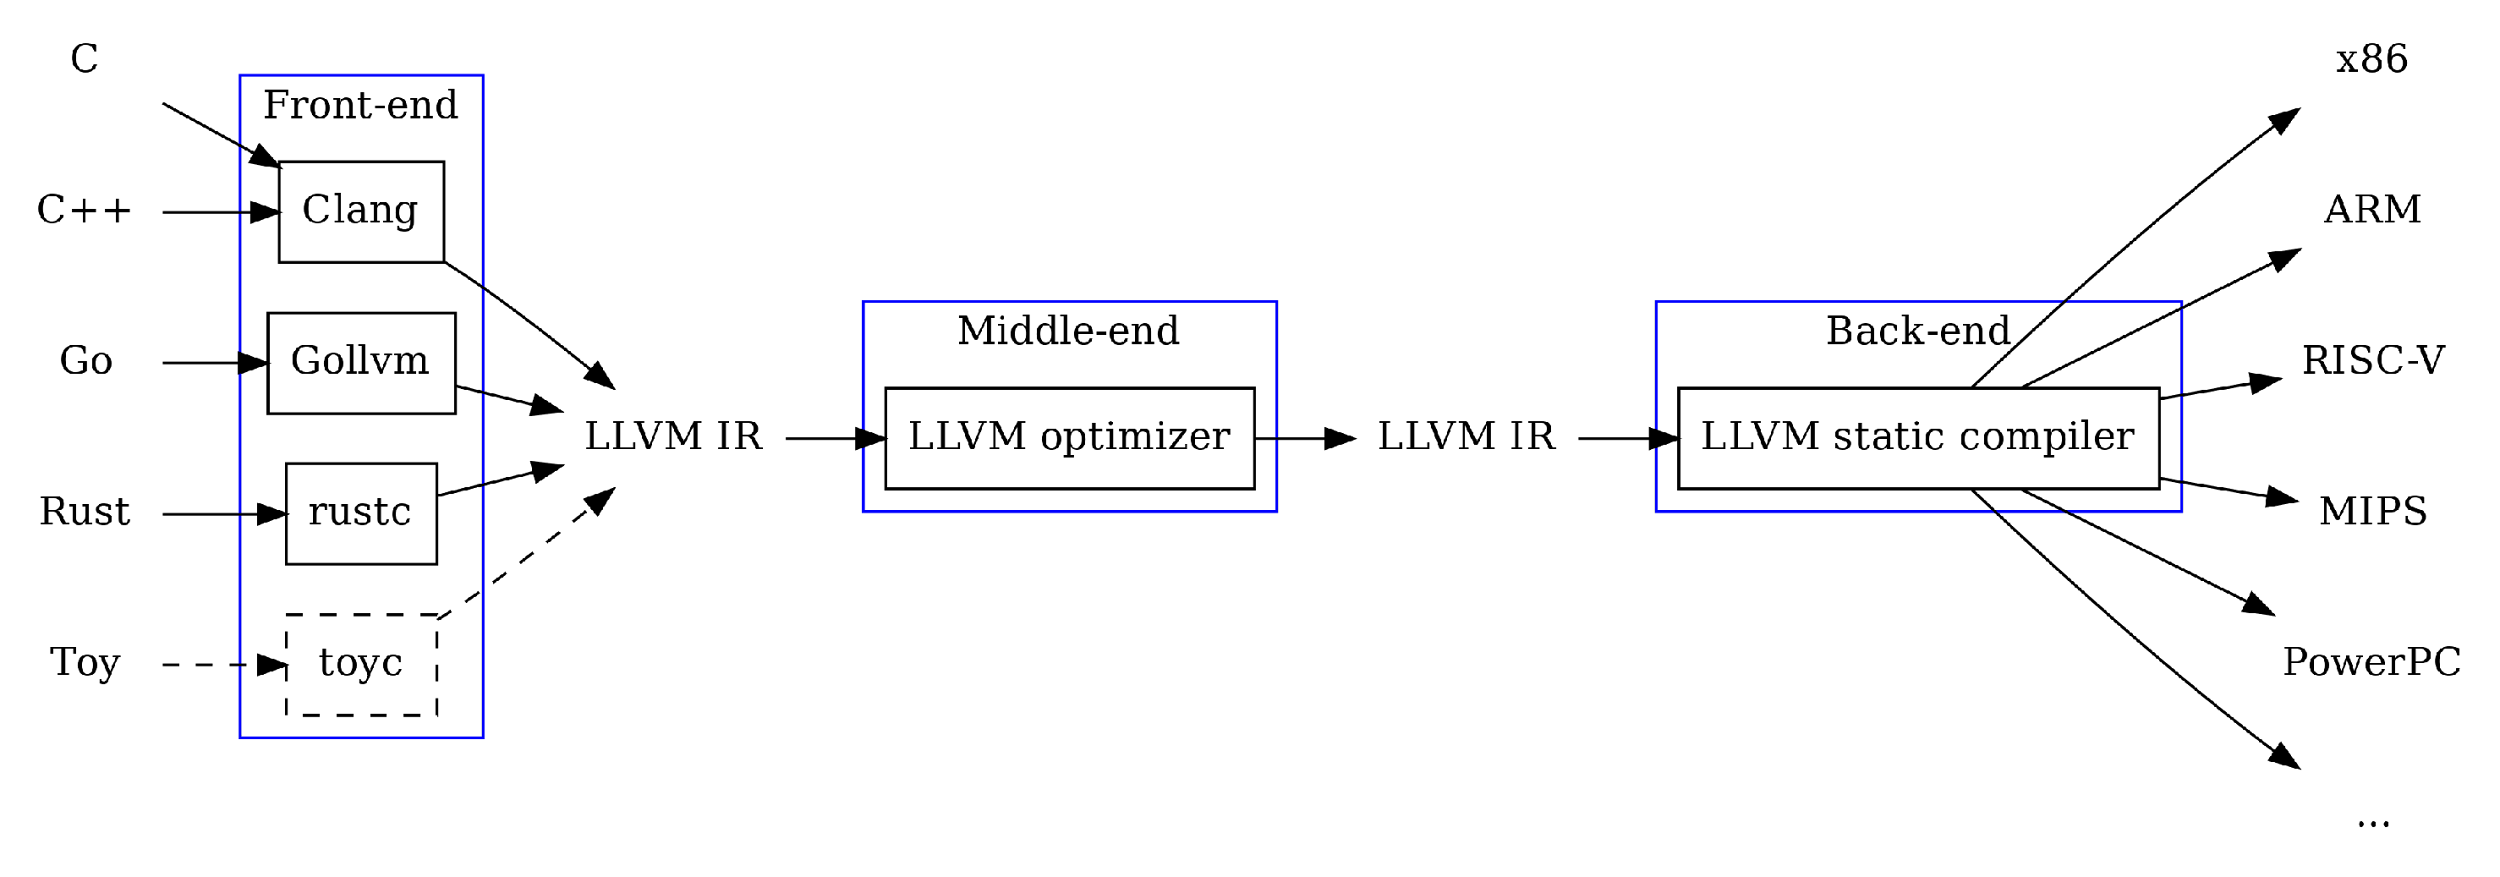 C
C++
Go
Rust
Toy
Front-end
Clang
Gollvm
rustc
toyc
LLVM IR
Middle-end
LLVM optimizer
LLVM IR
Back-end
LLVM static compiler
x86
ARM
RISC-V
MIPS
PowerPC
...